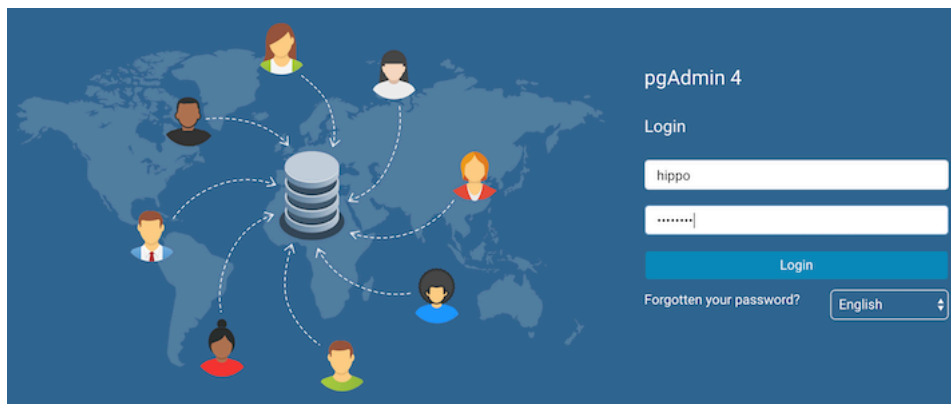 pgAdmin 4
Login
hippo
••••••••
Login
Forgotten your password?
English